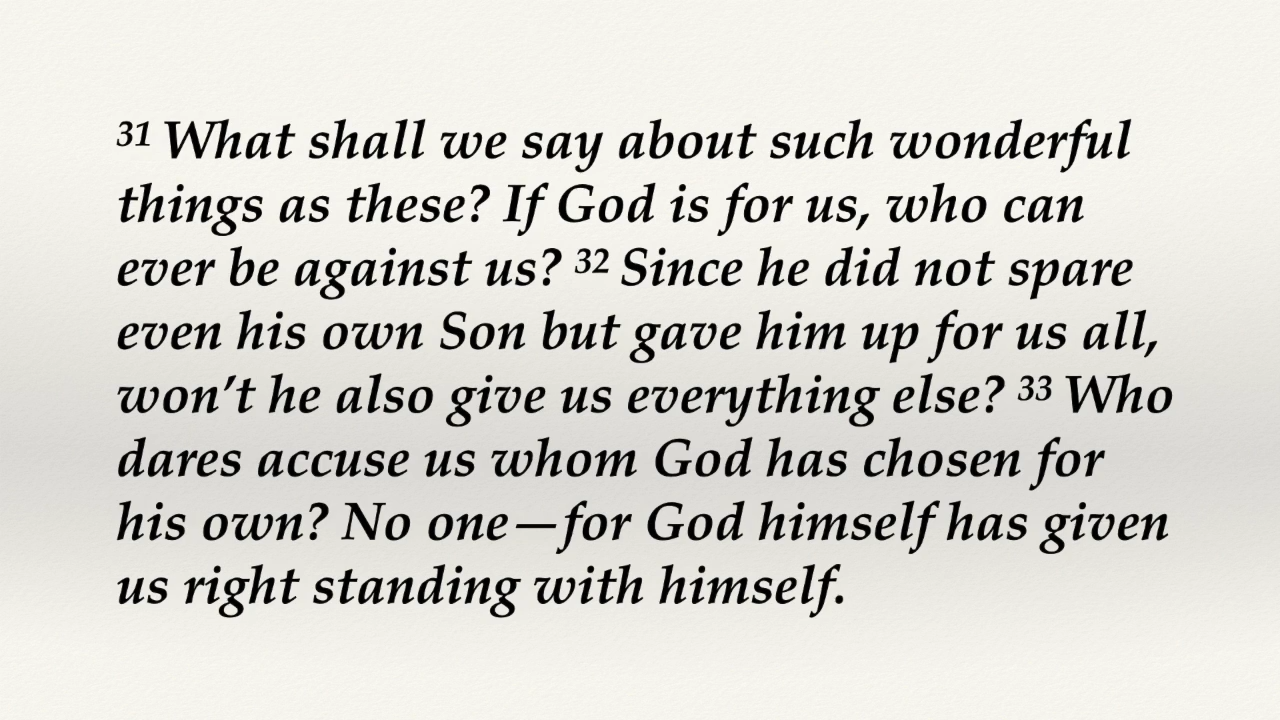 31 What shall we say about such wonderful
things as these? If God is for us, who can
ever be against us? 32 Since he did not spare
even his own Son but gave him up for us all,
won’t he also give us everything else? 33 Who
dares accuse us whom God has chosen for
his own? No one—for God himself has given
us right standing with himself.